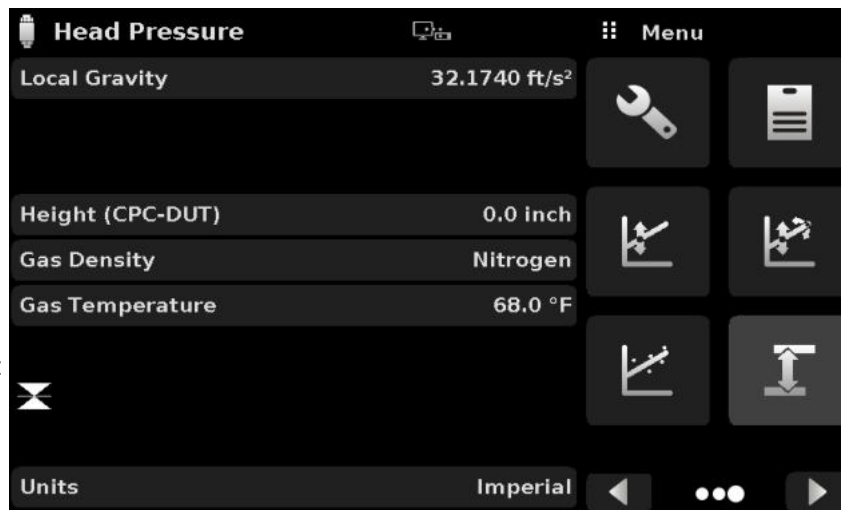 Head Pressure
Menu
Local Gravity 32.1740 ft/s²
Height (CPC-DUT) 0.0 inch
Gas Density Nitrogen
Gas Temperature 68.0 °F
Units Imperial